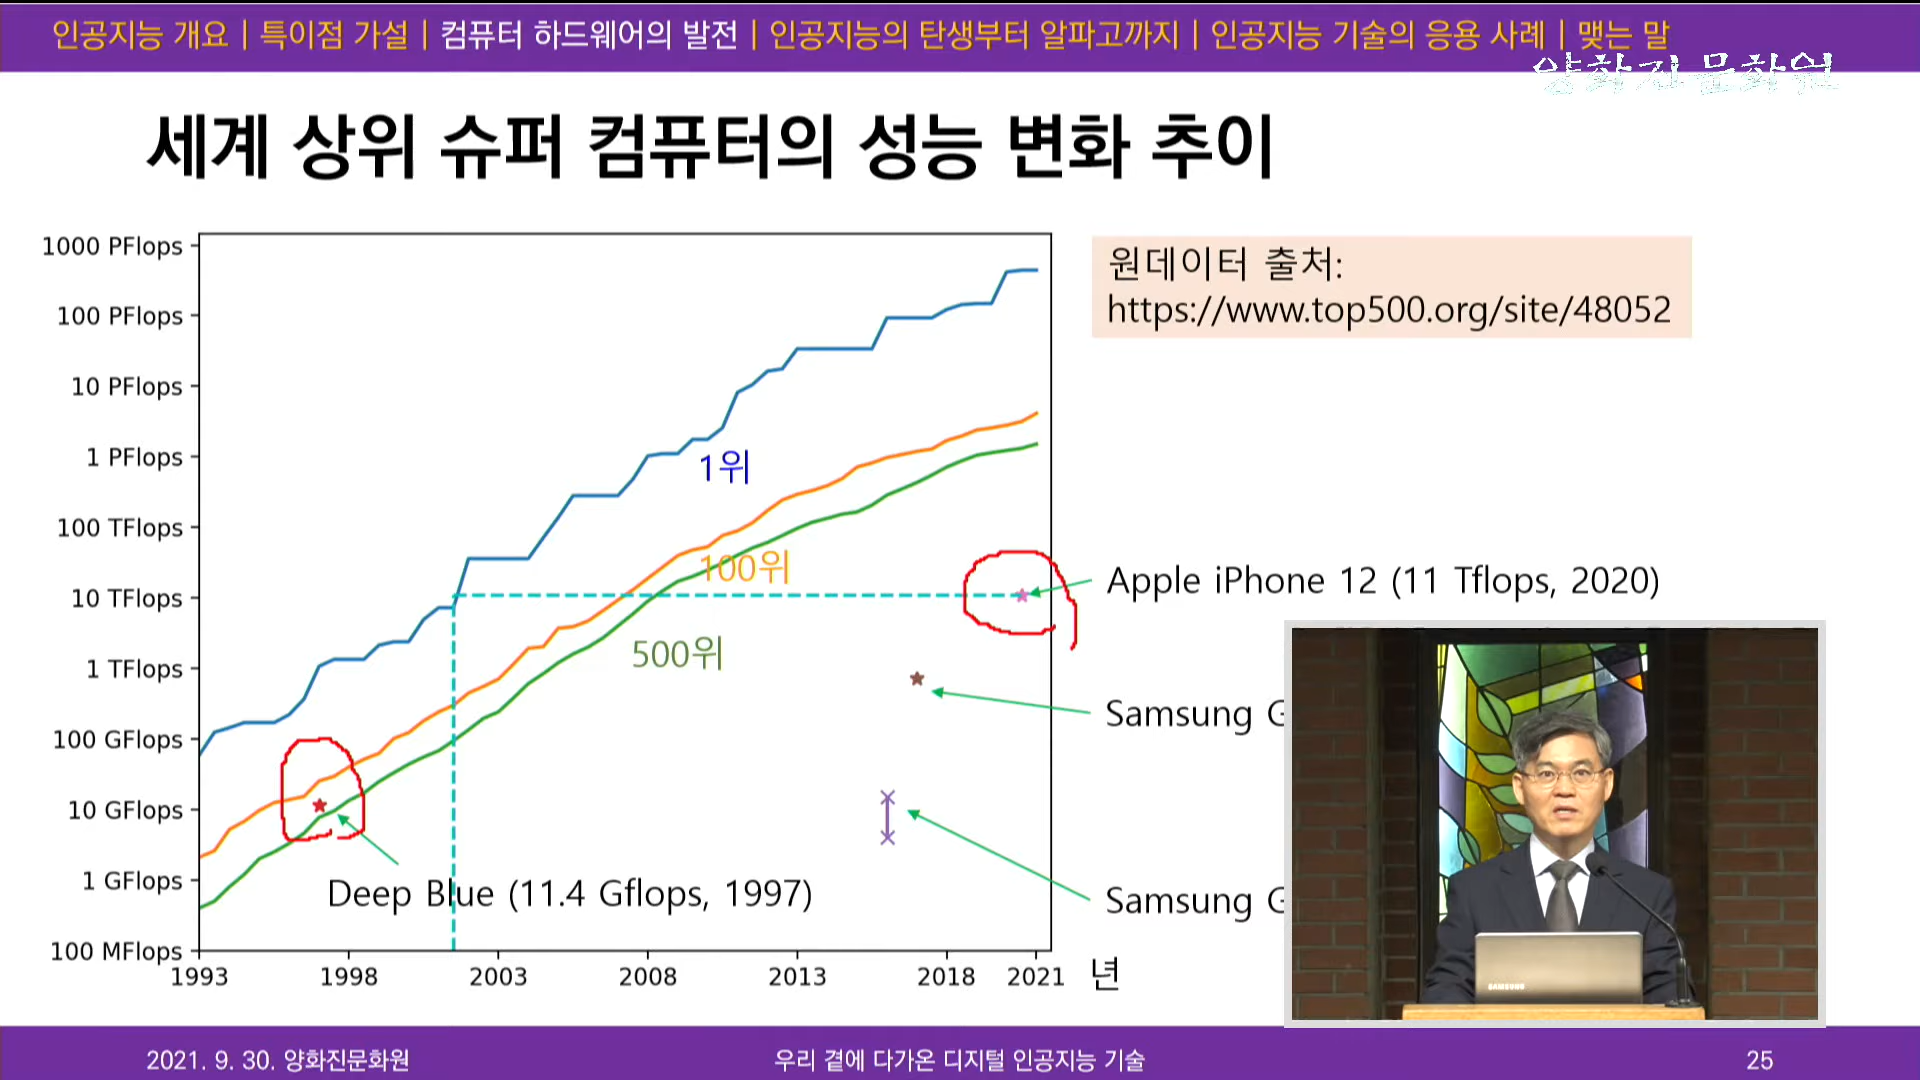 인공지능 개요 | 특이점 가설 | 컴퓨터 하드웨어의 발전 | 인공지능의 탄생부터 알파고까지 | 인공지능 기술의 응용 사례 | 맺는 말
양화진문화원
세계 상위 슈퍼 컴퓨터의 성능 변화 추이
1000 PFlops
100 PFlops
10 PFlops
1 PFlops
100 TFlops
10 TFlops
1 TFlops
100 GFlops
10 GFlops
1 GFlops
100 MFlops
1993
1998
2003
2008
2013
2018
2021
년
1위
100위
500위
Deep Blue (11.4 Gflops, 1997)
원데이터 출처:
https://www.top500.org/site/48052
Apple iPhone 12 (11 Tflops, 2020)
Samsung
Samsung
SAMSUNG
2021. 9. 30. 양화진문화원
우리 곁에 다가온 디지털 인공지능 기술
25